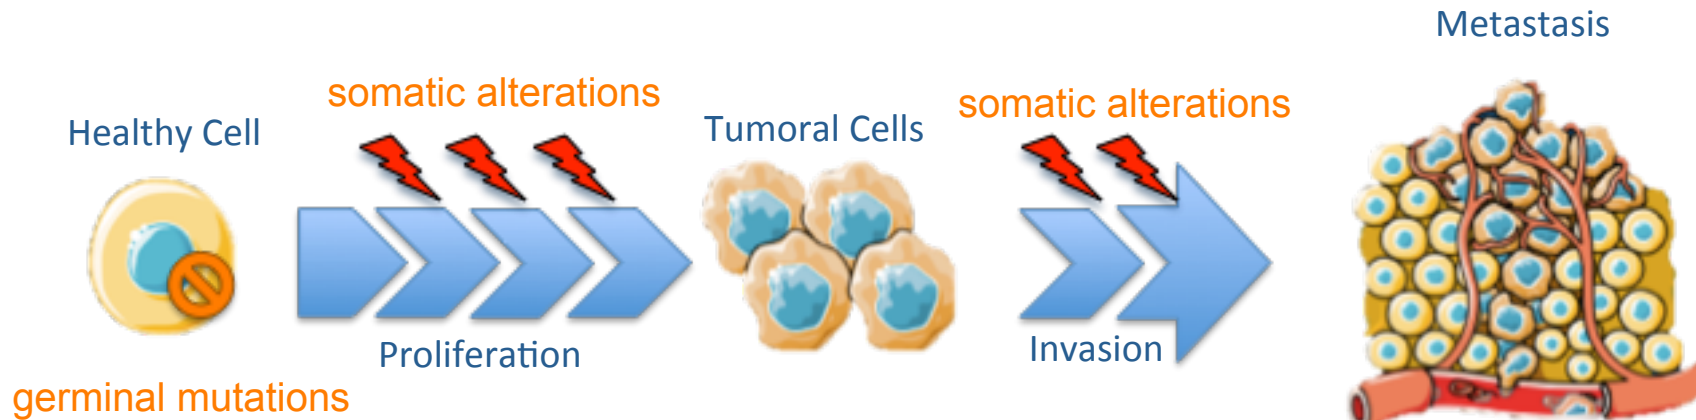 Healthy Cell
germinal mutations
somatic alterations
Proliferation
Tumoral Cells
somatic alterations
Invasion
Metastasis